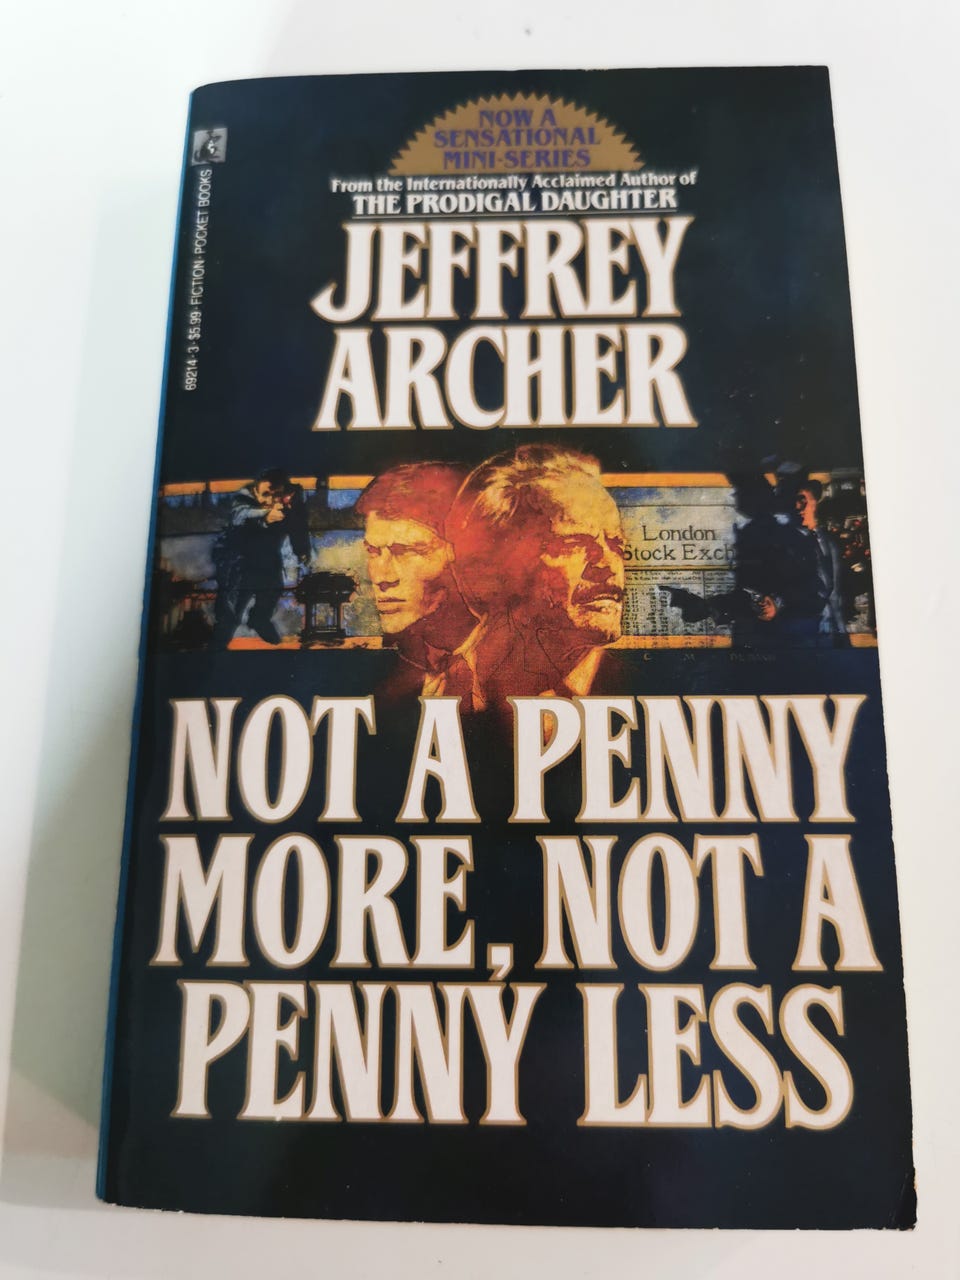 NOW A
SENSATIONAL
MINI-SERIES
From the Internationally Acclaimed Author of
THE PRODIGAL DAUGHTER
JEFFREY
ARCHER
69214-3·$5.99·FICTION·POCKET BOOKS
London
Stock Exch
NOT A PENNY
MORE, NOT A
PENNY LESS